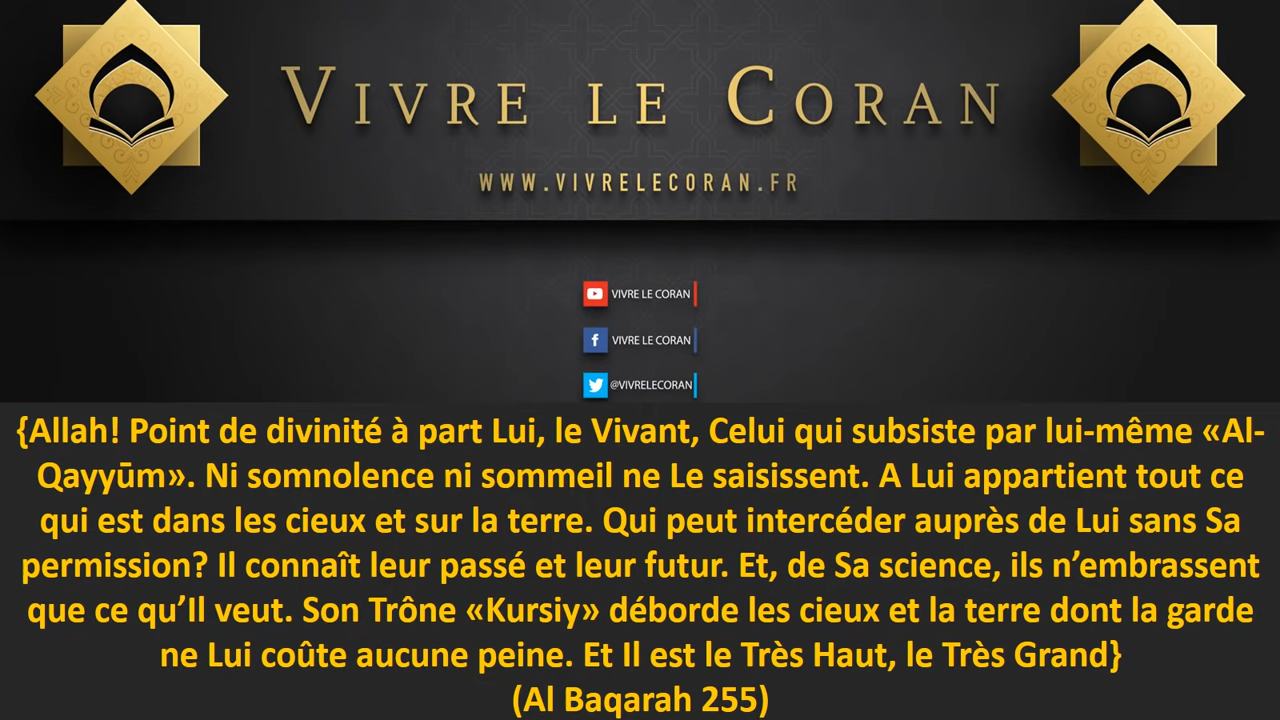 VIVRE LE CORAN
WWW.VIVRELECORAN.FR
VIVRE LE CORAN
VIVRE LE CORAN
@VIVRELECORAN
{Allah! Point de divinité à part Lui, le Vivant, Celui qui subsiste par lui-même «Al-
Qayyūm». Ni somnolence ni sommeil ne Le saisissent. A Lui appartient tout ce
qui est dans les cieux et sur la terre. Qui peut intercéder auprès de Lui sans Sa
permission? Il connaît leur passé et leur futur. Et, de Sa science, ils n’embrassent
que ce qu’Il veut. Son Trône «Kursiy» déborde les cieux et la terre dont la garde
ne Lui coûte aucune peine. Et Il est le Très Haut, le Très Grand}
(Al Baqarah 255)